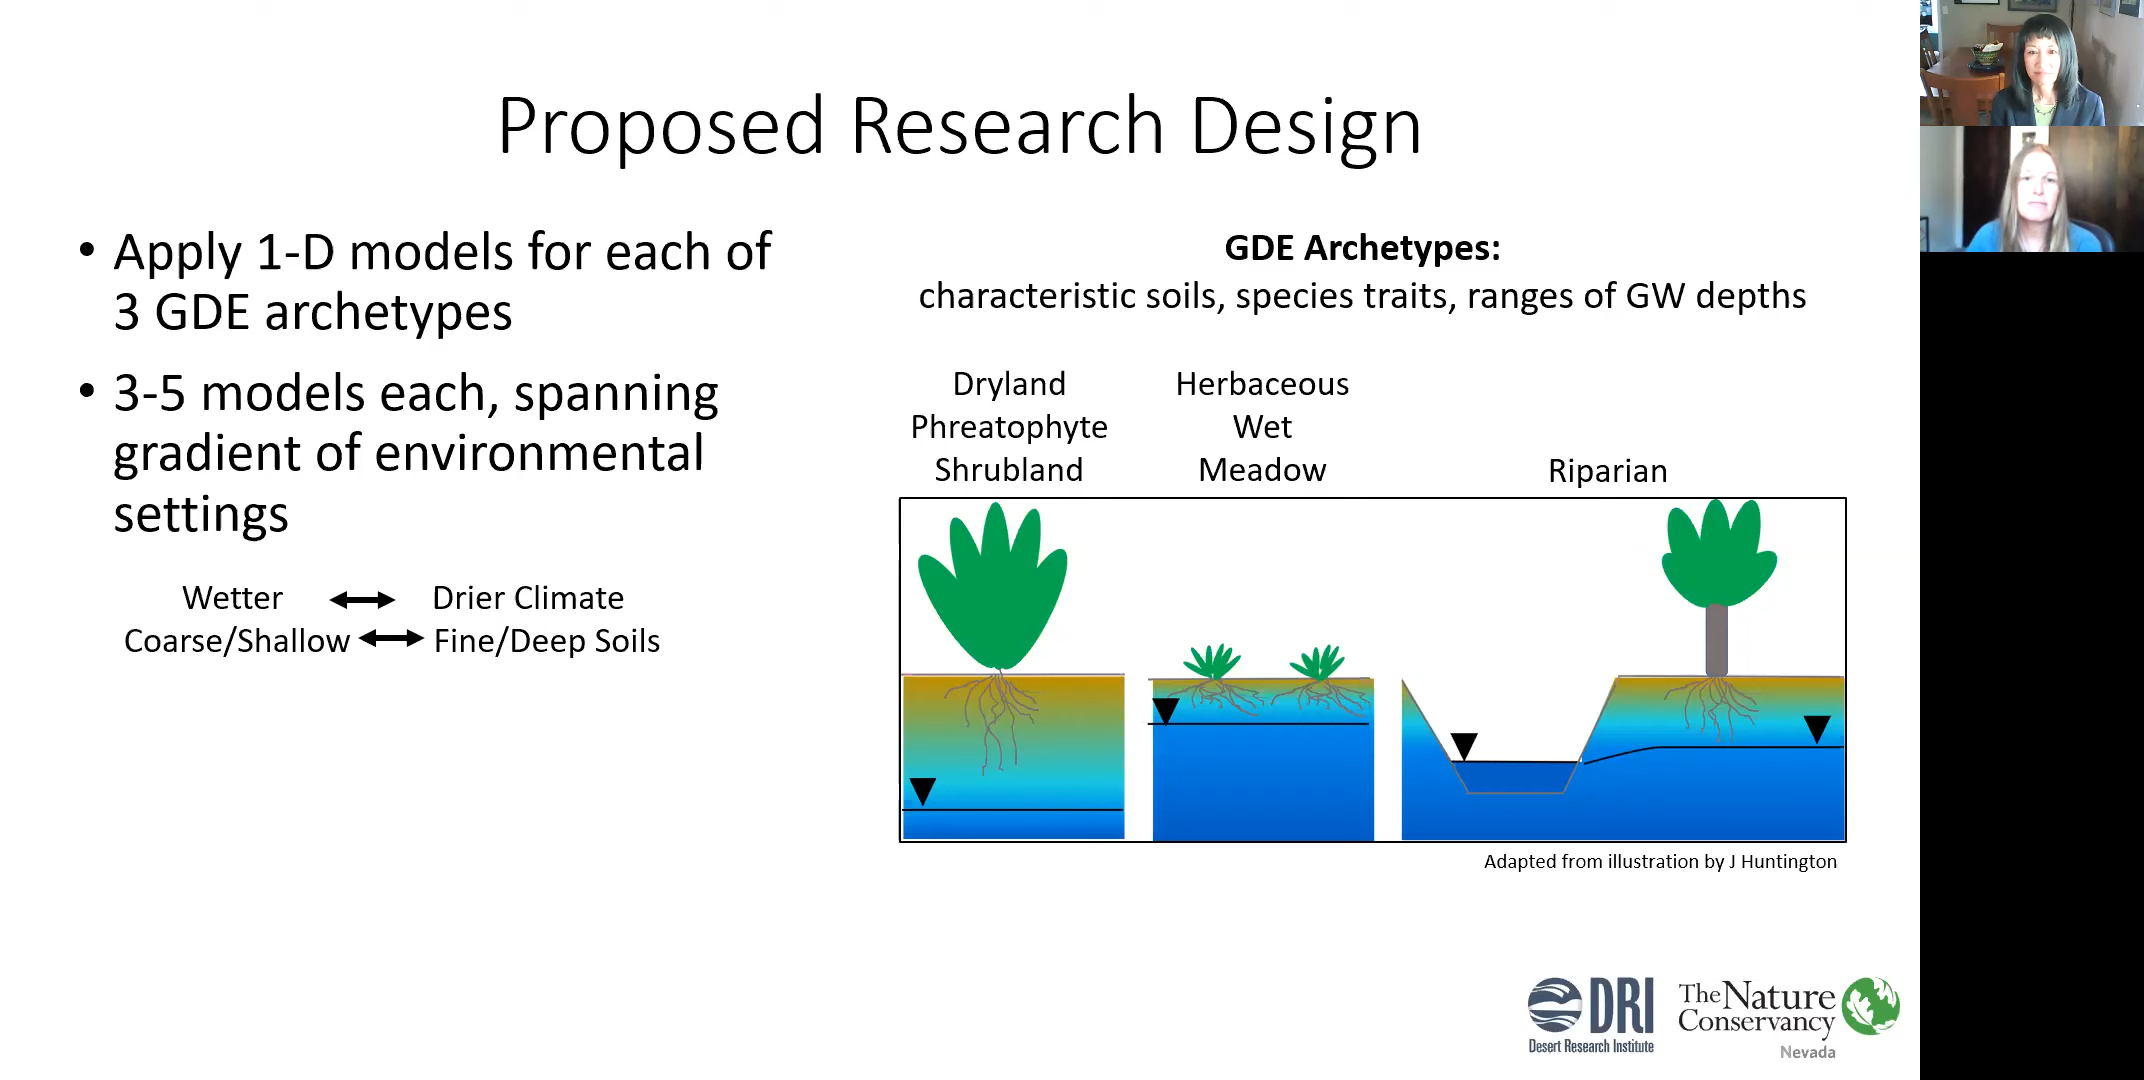 Proposed Research Design
• Apply 1-D models for each of
3 GDE archetypes
• 3-5 models each, spanning
gradient of environmental
settings
Wetter Drier Climate
Coarse/Shallow Fine/Deep Soils
GDE Archetypes:
characteristic soils, species traits, ranges of GW depths
Dryland
Phreatophyte
Shrubland
Herbaceous
Wet
Meadow
Riparian
Adapted from illustration by J Huntington
DRI
Desert Research Institute
The Nature
Conservancy
Nevada